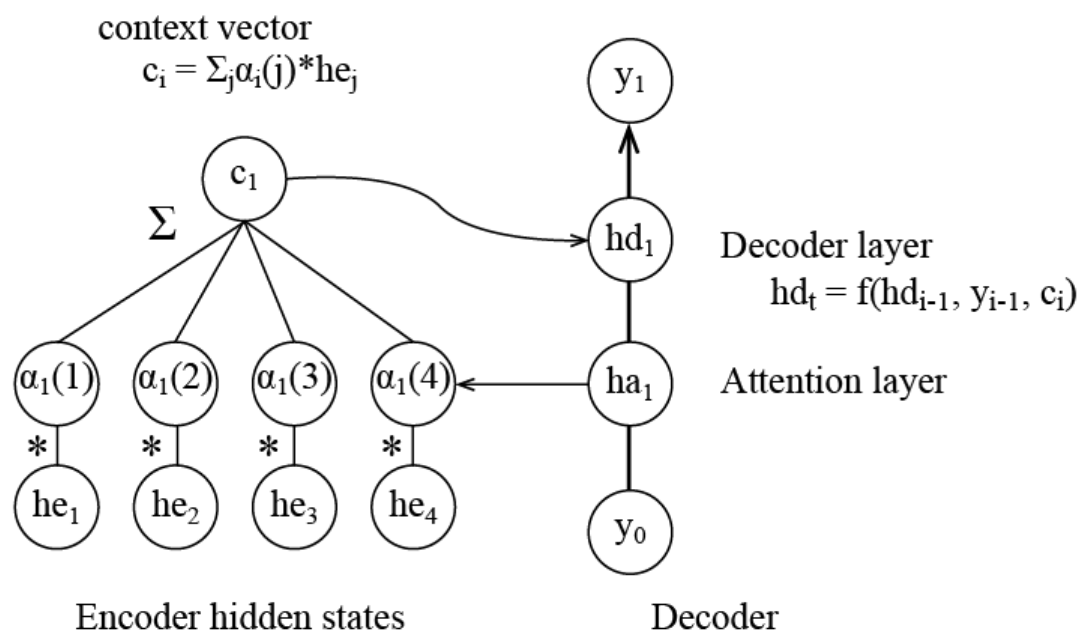 context vector
cᵢ = Σⱼαᵢ(j)*heⱼ
y₁
c₁
Σ
hd₁
Decoder layer
hdₜ = f(hdᵢ₋₁, yᵢ₋₁, cᵢ)
α₁(1) α₁(2) α₁(3) α₁(4)
ha₁
Attention layer
* * * *
he₁ he₂ he₃ he₄
y₀
Encoder hidden states
Decoder